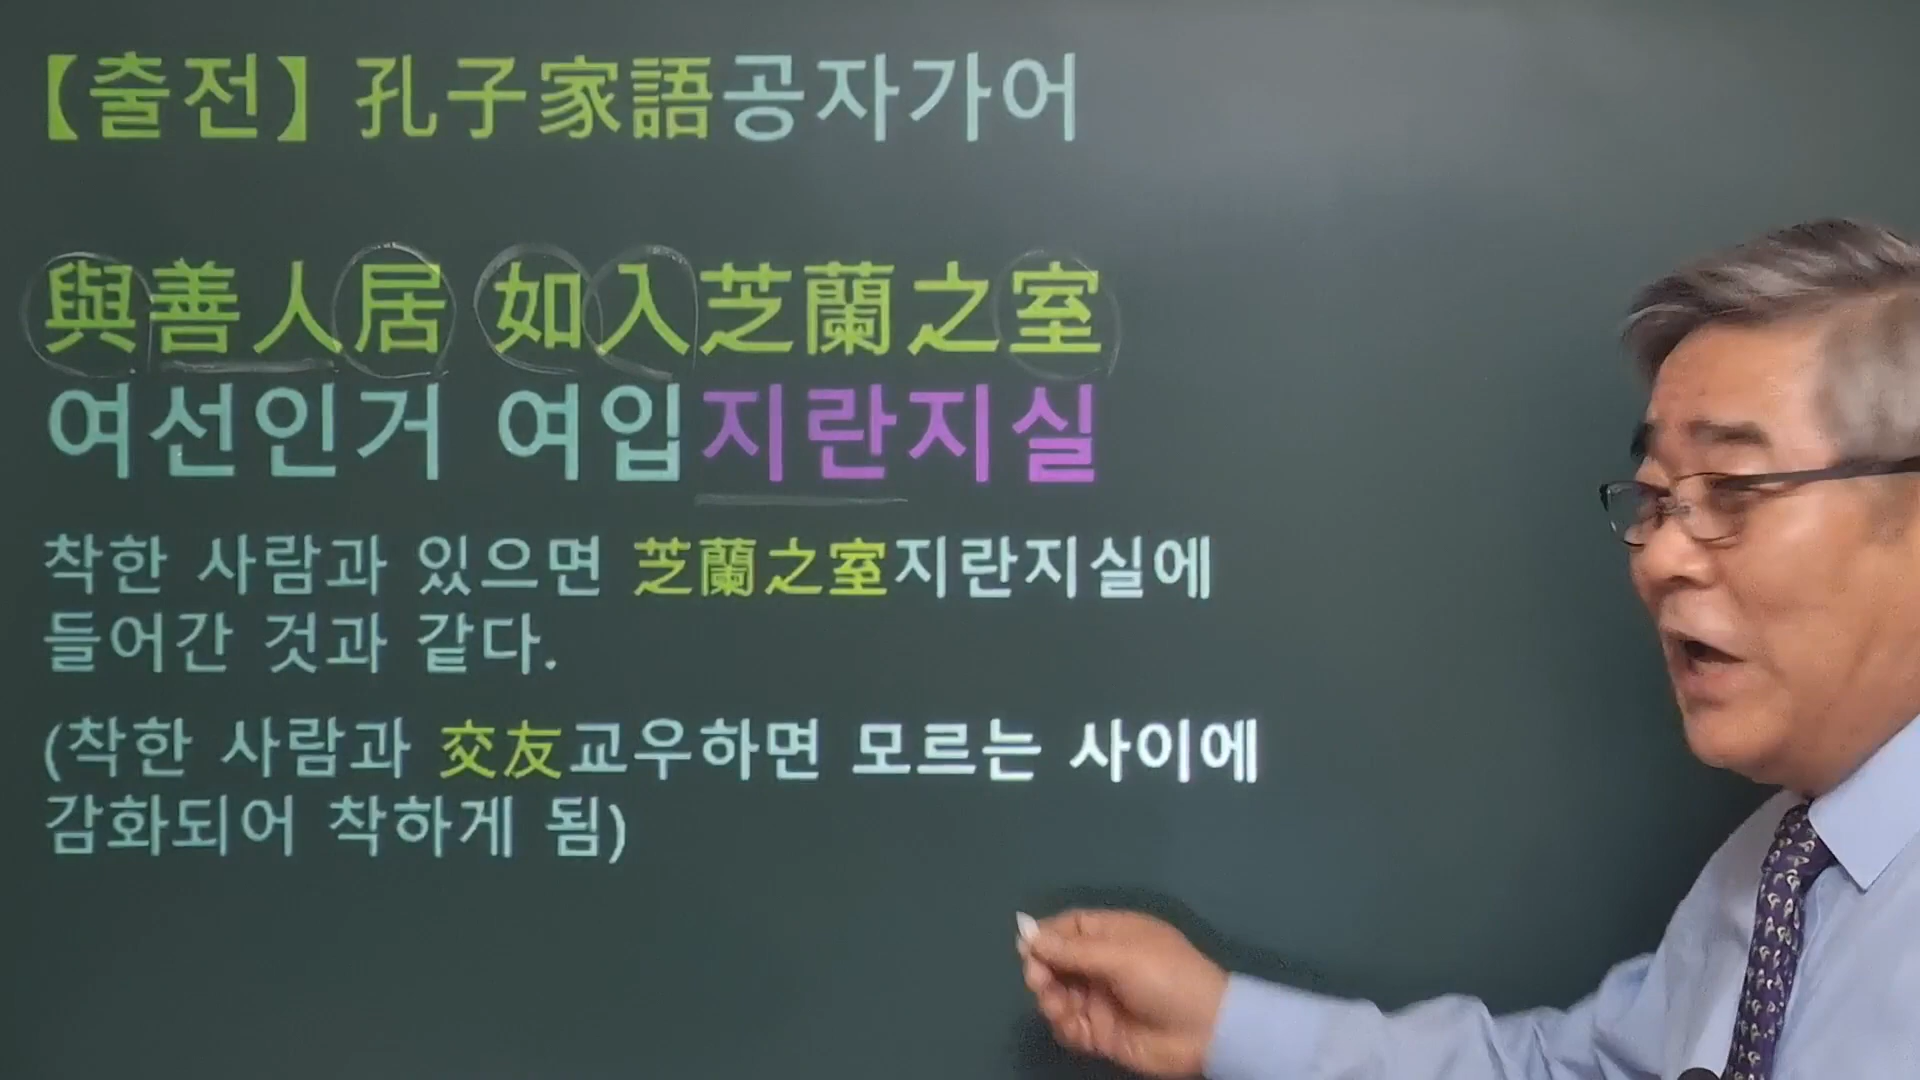 【출전】 孔子家語공자가어
與善人居 如入芝蘭之室
여선인거 여입지란지실
착한 사람과 있으면 芝蘭之室지란지실에
들어간 것과 같다.
(착한 사람과 交友교우하면 모르는 사이에
감화되어 착하게 됨)